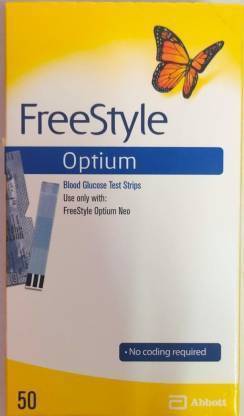 FreeStyle
Optium
Blood Glucose Test Strips
Use only with:
FreeStyle Optium Neo
• No coding required
50
Abbott